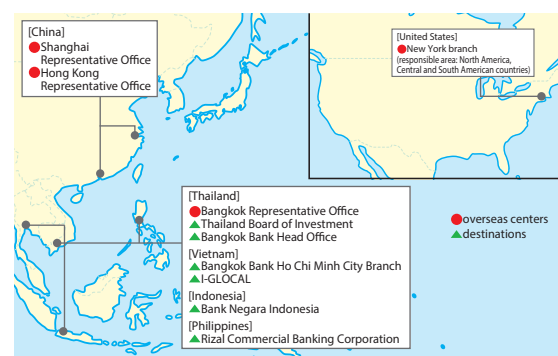 [China]
●Shanghai
Representative Office
●Hong Kong
Representative Office
[United States]
●New York branch
(responsible area: North America,
Central and South American countries)
[Thailand]
●Bangkok Representative Office
▲Thailand Board of Investment
▲Bangkok Bank Head Office
[Vietnam]
▲Bangkok Bank Ho Chi Minh City Branch
▲I-GLOCAL
[Indonesia]
▲Bank Negara Indonesia
[Philippines]
▲Rizal Commercial Banking Corporation
●overseas centers
▲destinations